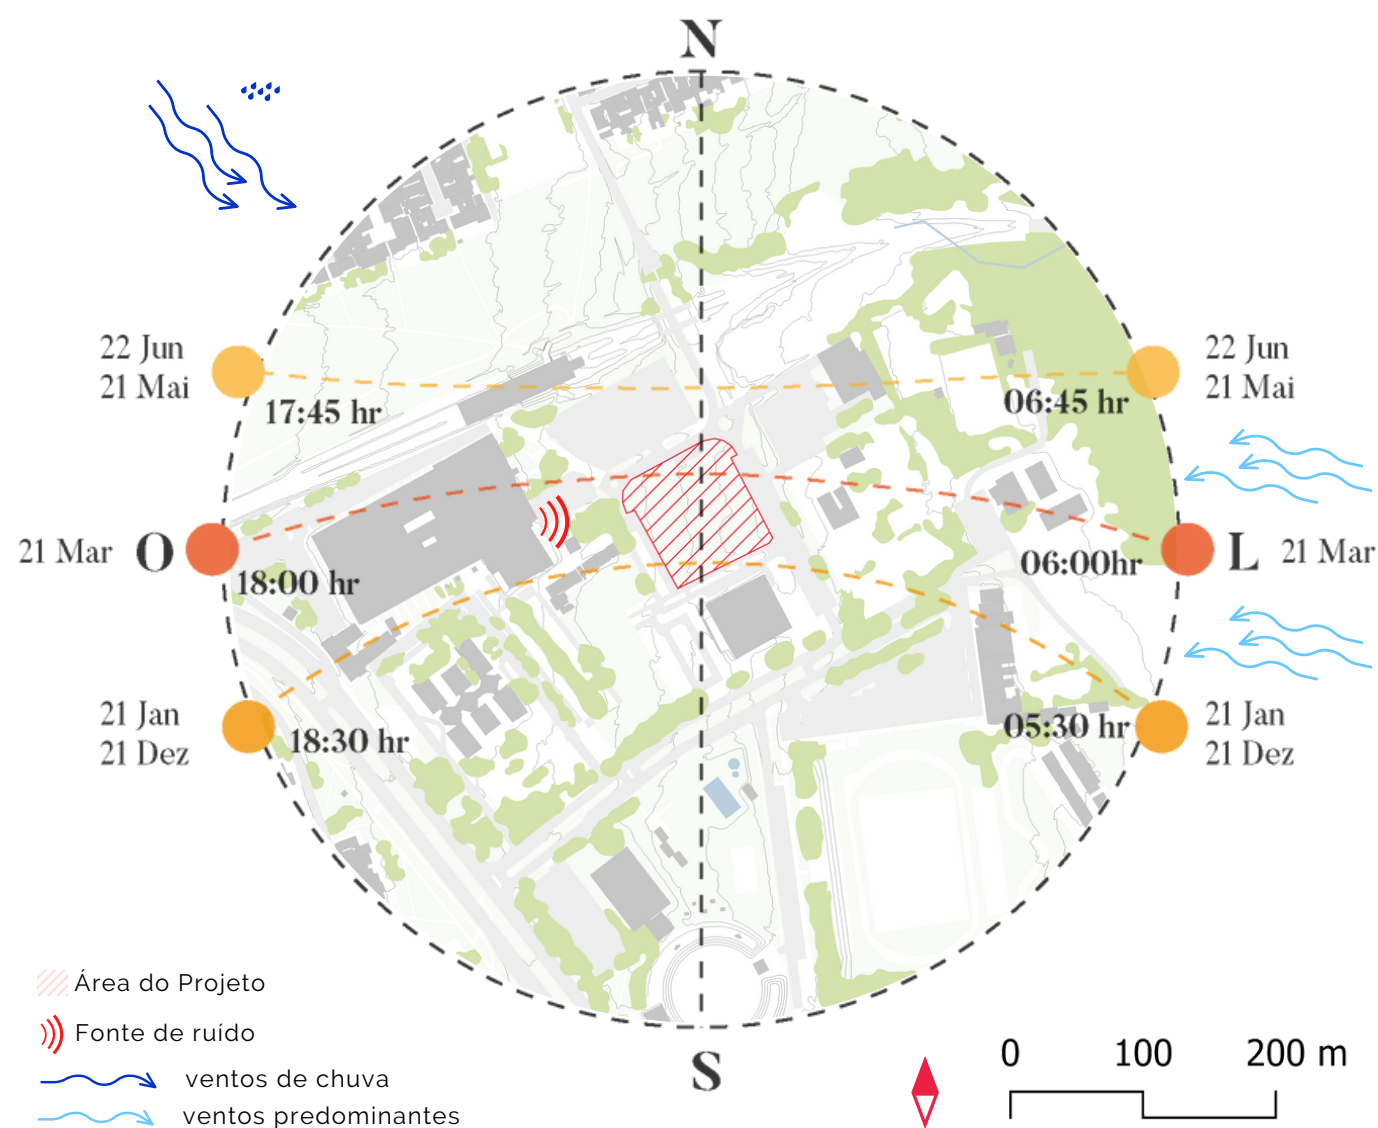 N
22 Jun
21 Mai
17:45 hr
22 Jun
21 Mai
06:45 hr
21 Mar
O
18:00 hr
06:00hr
L
21 Mar
21 Jan
21 Dez
18:30 hr
05:30 hr
21 Jan
21 Dez
Área do Projeto
Fonte de ruído
ventos de chuva
ventos predominantes
S
0 100 200 m